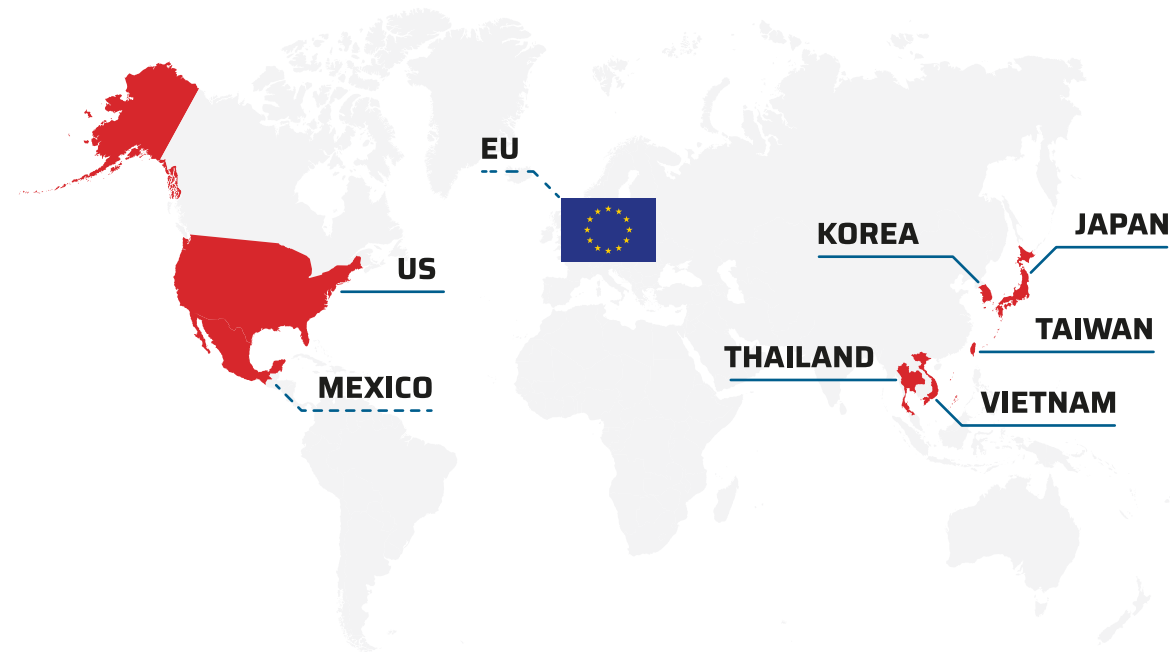 EU
KOREA
JAPAN
US
TAIWAN
THAILAND
MEXICO
VIETNAM